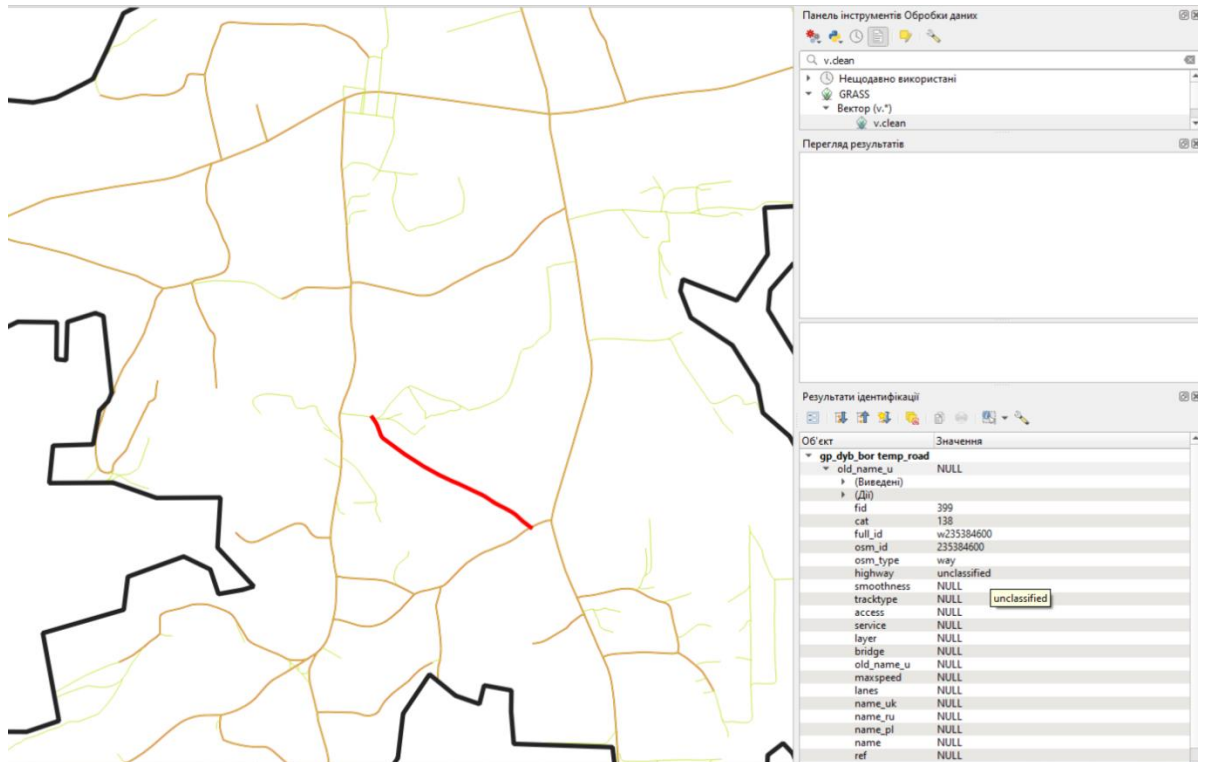 Панель інструментів Обробки даних
v.clean
Нещодавно використані
GRASS
Вектор (v.*)
v.clean
Перегляд результатів
Результати ідентифікації
Об'єкт Значення
gp_dyb_bor temp_road
old_name_u NULL
(Виведені)
(Дії)
fid 399
cat 138
full_id w235384600
osm_id 235384600
osm_type way
highway unclassified
smoothness NULL
tracktype NULL unclassified
access NULL
service NULL
layer NULL
bridge NULL
old_name_u NULL
maxspeed NULL
lanes NULL
name_uk NULL
name_ru NULL
name_pl NULL
name NULL
ref NULL